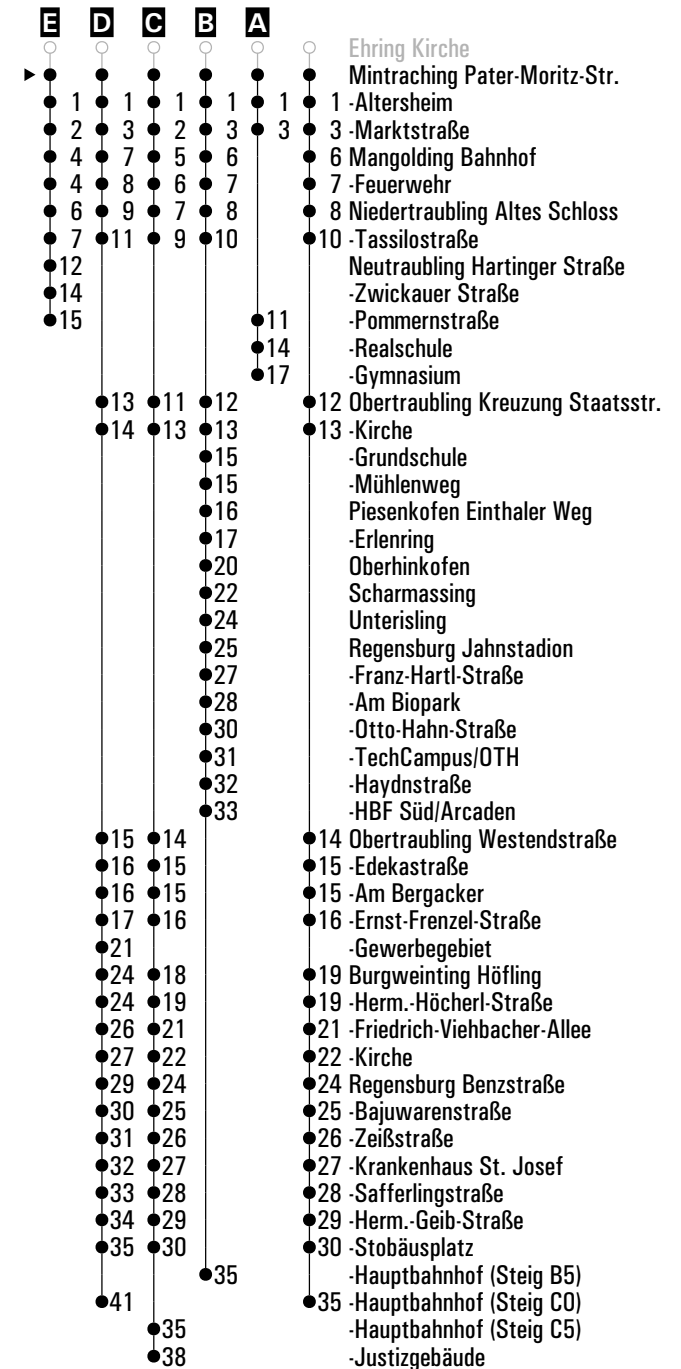 E D C B A
Ehring Kirche
Mintraching Pater-Moritz-Str.
1 1 1 1 1 1 -Altersheim
2 3 2 3 3 3 -Marktstraße
4 7 5 6 6 Mangolding Bahnhof
4 8 6 7 7 -Feuerwehr
6 9 7 8 8 Niedertraubling Altes Schloss
7 11 9 10 10 -Tassilostraße
12 Neutraubling Hartinger Straße
14 -Zwickauer Straße
15 11 -Pommernstraße
14 -Realschule
17 -Gymnasium
13 11 12 12 Obertraubling Kreuzung Staatsstr.
14 13 13 13 -Kirche
15 -Grundschule
15 -Mühlenweg
16 Piesenkofen Einthaler Weg
17 -Erlenring
20 Oberhinkofen
22 Scharmassing
24 Unterisling
25 Regensburg Jahnstadion
27 -Franz-Hartl-Straße
28 -Am Biopark
30 -Otto-Hahn-Straße
31 -TechCampus/OTH
32 -Haydnstraße
33 -HBF Süd/Arcaden
15 14 14 Obertraubling Westendstraße
16 15 15 -Edekastraße
16 15 15 -Am Bergacker
17 16 16 -Ernst-Frenzel-Straße
21 -Gewerbegebiet
24 18 19 Burgweinting Höfling
24 19 19 -Herm.-Höcherl-Straße
26 21 21 -Friedrich-Viehbacher-Allee
27 22 22 -Kirche
29 24 24 Regensburg Benzstraße
30 25 25 -Bajuwarenstraße
31 26 26 -Zeißstraße
32 27 27 -Krankenhaus St. Josef
33 28 28 -Safferlingstraße
34 29 29 -Herm.-Geib-Straße
35 30 30 -Stobäusplatz
35 -Hauptbahnhof (Steig B5)
41 35 -Hauptbahnhof (Steig C0)
35 -Hauptbahnhof (Steig C5)
38 -Justizgebäude